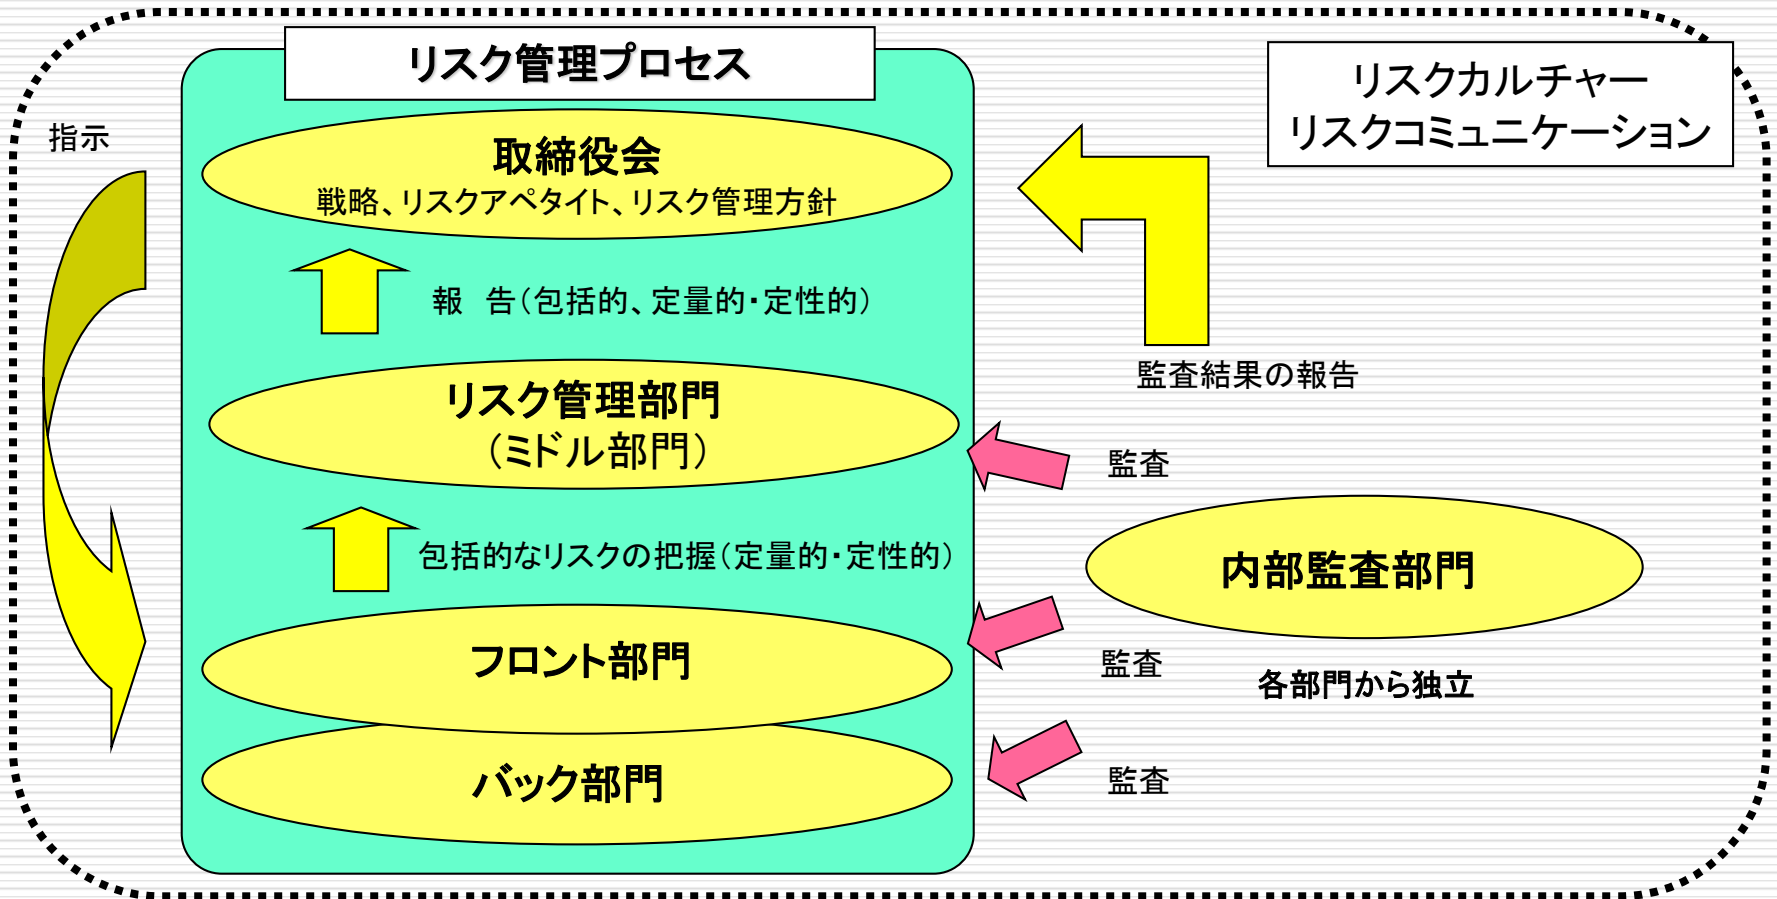 リスク管理プロセス
リスクカルチャー
リスクコミュニケーション
指示
取締役会
戦略、リスクアペタイト、リスク管理方針
報　告（包括的、定量的・定性的）
監査結果の報告
リスク管理部門
（ミドル部門）
監査
包括的なリスクの把握（定量的・定性的）
内部監査部門
フロント部門
監査
各部門から独立
バック部門
監査